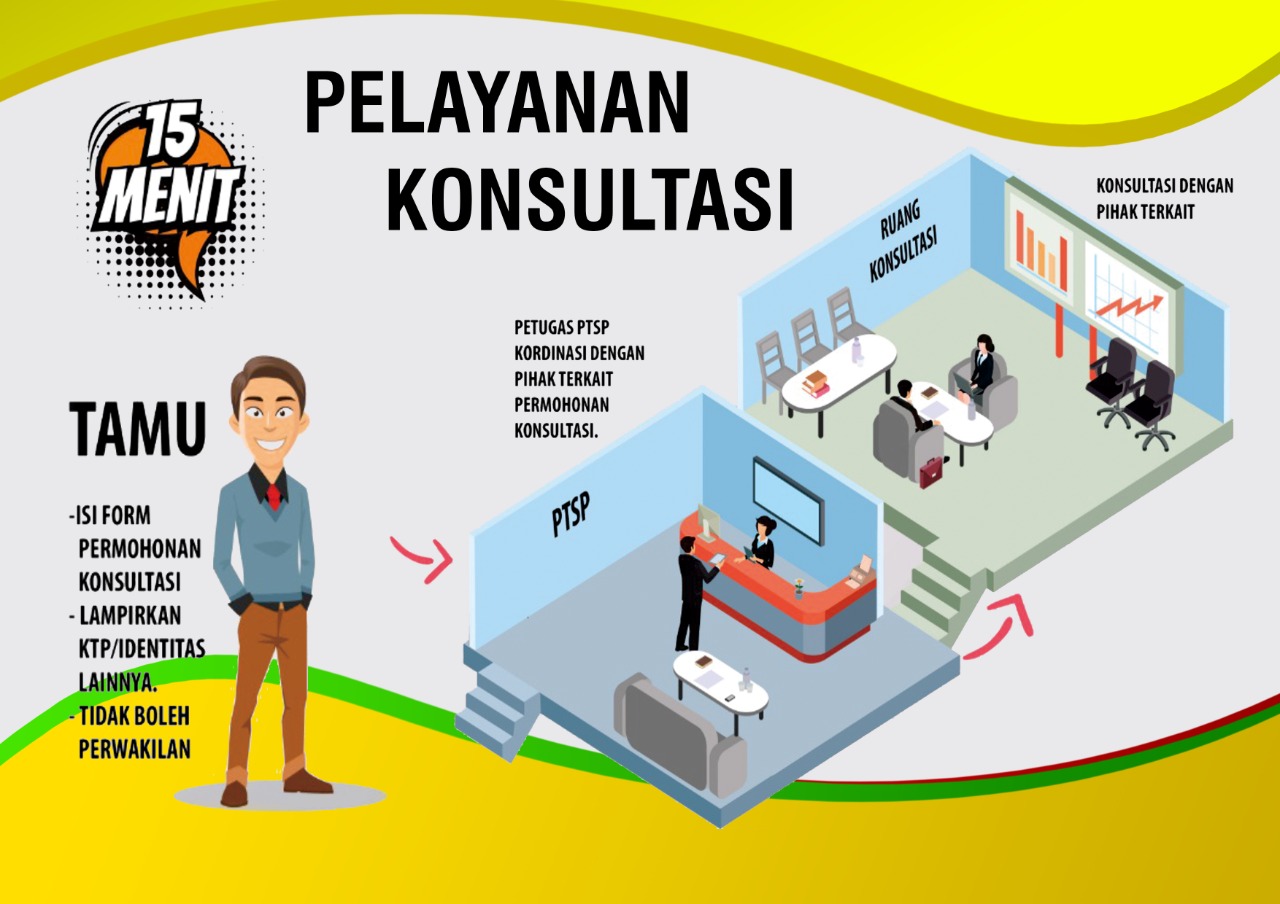 15
MENIT
PELAYANAN
KONSULTASI
TAMU
-ISI FORM
PERMOHONAN
KONSULTASI
- LAMPIRKAN
KTP/IDENTITAS
LAINNYA.
- TIDAK BOLEH
PERWAKILAN
PETUGAS PTSP
KORDINASI DENGAN
PIHAK TERKAIT
PERMOHONAN
KONSULTASI.
PTSP
RUANG
KONSULTASI
KONSULTASI DENGAN
PIHAK TERKAIT